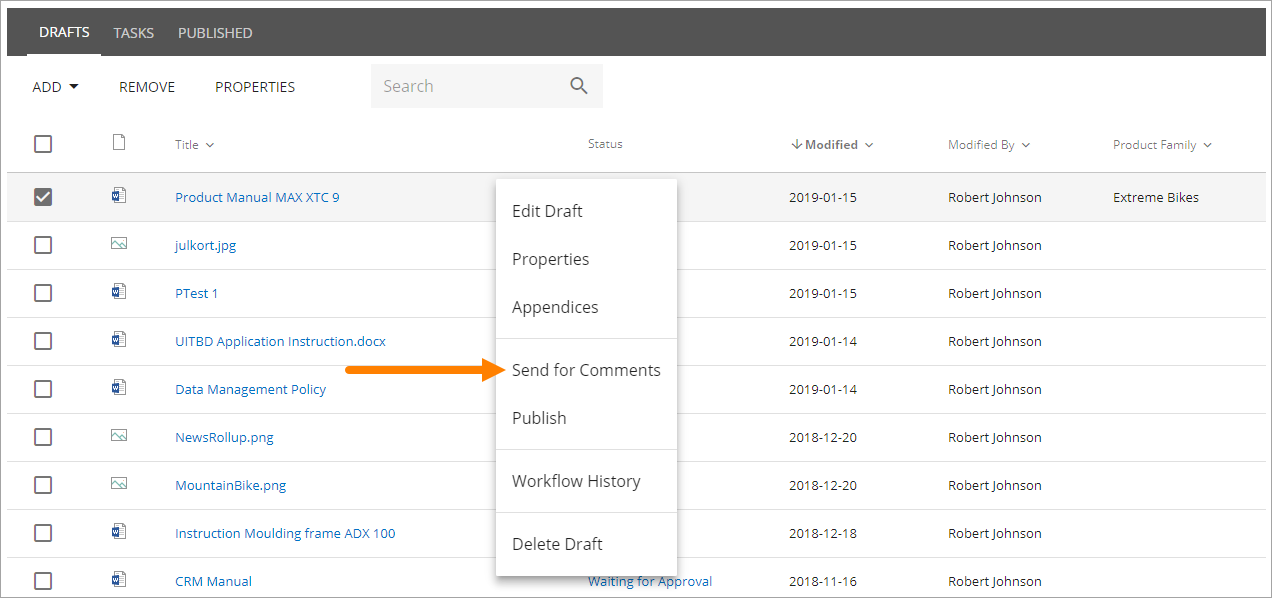 DRAFTS TASKS PUBLISHED
ADD REMOVE PROPERTIES Search
Title Status Modified Modified By Product Family
Product Manual MAX XTC 9 2019-01-15 Robert Johnson Extreme Bikes
Edit Draft
julkort.jpg 2019-01-15 Robert Johnson
Properties
PTest 1 2019-01-15 Robert Johnson
Appendices
UITBD Application Instruction.docx 2019-01-14 Robert Johnson
Send for Comments
Data Management Policy 2019-01-14 Robert Johnson
Publish
NewsRollup.png 2018-12-20 Robert Johnson
Workflow History
MountainBike.png 2018-12-20 Robert Johnson
Instruction Moulding frame ADX 100 2018-12-18 Robert Johnson
Delete Draft
CRM Manual Waiting for Approval 2018-11-16 Robert Johnson